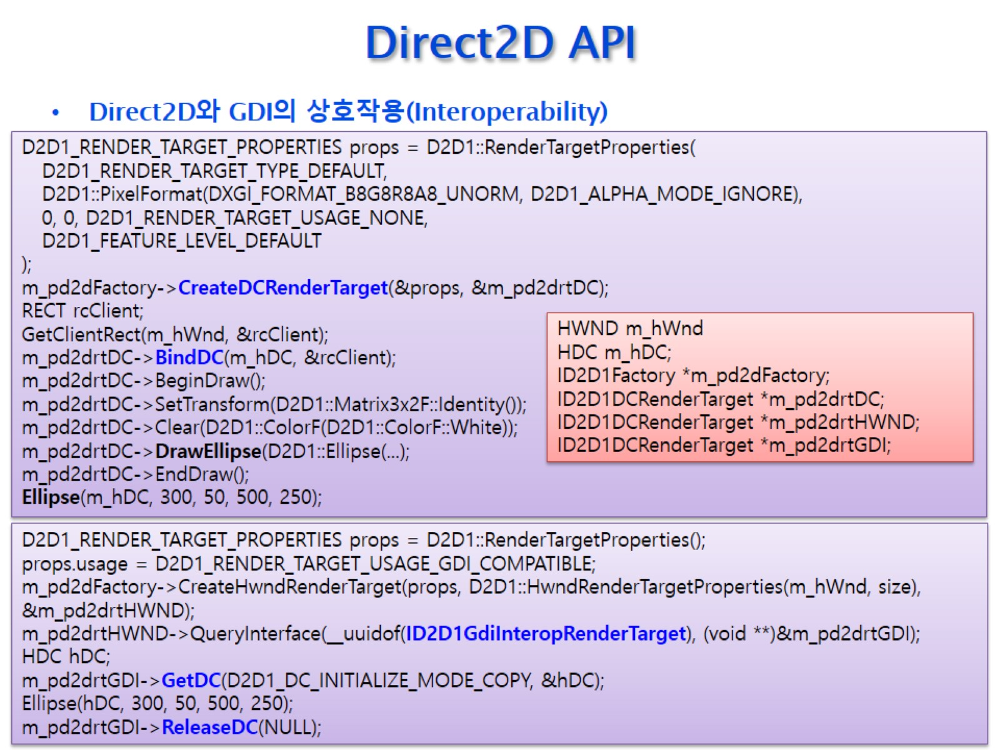 Direct2D API
• Direct2D와 GDI의 상호작용(Interoperability)
D2D1_RENDER_TARGET_PROPERTIES props = D2D1::RenderTargetProperties(
D2D1_RENDER_TARGET_TYPE_DEFAULT,
D2D1::PixelFormat(DXGI_FORMAT_B8G8R8A8_UNORM, D2D1_ALPHA_MODE_IGNORE),
0, 0, D2D1_RENDER_TARGET_USAGE_NONE,
D2D1_FEATURE_LEVEL_DEFAULT
);
m_pd2dFactory->CreateDCRenderTarget(&props, &m_pd2drtDC);
RECT rcClient;
GetClientRect(m_hWnd, &rcClient);
m_pd2drtDC->BindDC(m_hDC, &rcClient);
m_pd2drtDC->BeginDraw();
m_pd2drtDC->SetTransform(D2D1::Matrix3x2F::Identity());
m_pd2drtDC->Clear(D2D1::ColorF(D2D1::ColorF::White));
m_pd2drtDC->DrawEllipse(D2D1::Ellipse(...);
m_pd2drtDC->EndDraw();
Ellipse(m_hDC, 300, 50, 500, 250);
HWND m_hWnd
HDC m_hDC;
ID2D1Factory *m_pd2dFactory;
ID2D1DCRenderTarget *m_pd2drtDC;
ID2D1DCRenderTarget *m_pd2drtHWND;
ID2D1DCRenderTarget *m_pd2drtGDI;
D2D1_RENDER_TARGET_PROPERTIES props = D2D1::RenderTargetProperties();
props.usage = D2D1_RENDER_TARGET_USAGE_GDI_COMPATIBLE;
m_pd2dFactory->CreateHwndRenderTarget(props, D2D1::HwndRenderTargetProperties(m_hWnd, size),
&m_pd2drtHWND);
m_pd2drtHWND->QueryInterface(__uuidof(ID2D1GdiInteropRenderTarget), (void **)&m_pd2drtGDI);
HDC hDC;
m_pd2drtGDI->GetDC(D2D1_DC_INITIALIZE_MODE_COPY, &hDC);
Ellipse(hDC, 300, 50, 500, 250);
m_pd2drtGDI->ReleaseDC(NULL);